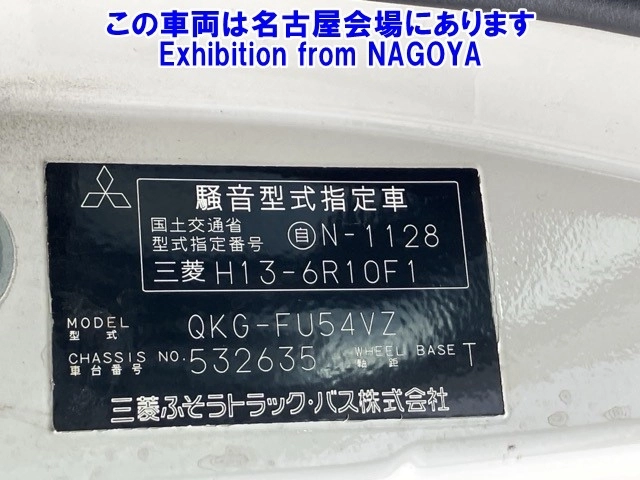 この車両は名古屋会場にあります
Exhibition from NAGOYA
騒音型式指定車
国土交通省
型式指定番号 自N-1128
三菱 H13-6R10F1
MODEL
型式 QKG-FU54VZ
CHASSIS NO.
車台番号 532635 WHEEL BASE
軸距 T
三菱ふそうトラック・バス株式会社